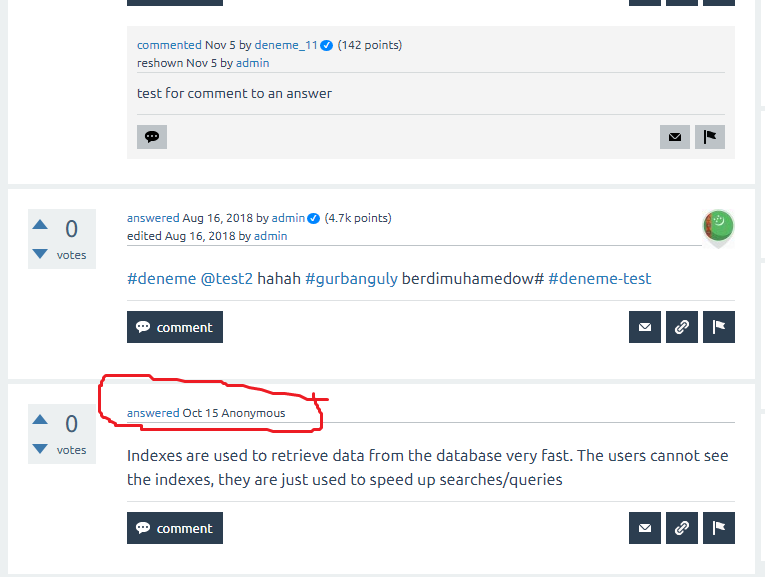 commented Nov 5 by deneme_11 (142 points)
reshown Nov 5 by admin
test for comment to an answer
0
votes
answered Aug 16, 2018 by admin (4.7k points)
edited Aug 16, 2018 by admin
#deneme @test2 hahah #gurbanguly berdimuhamedow# #deneme-test
comment
0
votes
answered Oct 15 Anonymous
Indexes are used to retrieve data from the database very fast. The users cannot see
the indexes, they are just used to speed up searches/queries
comment